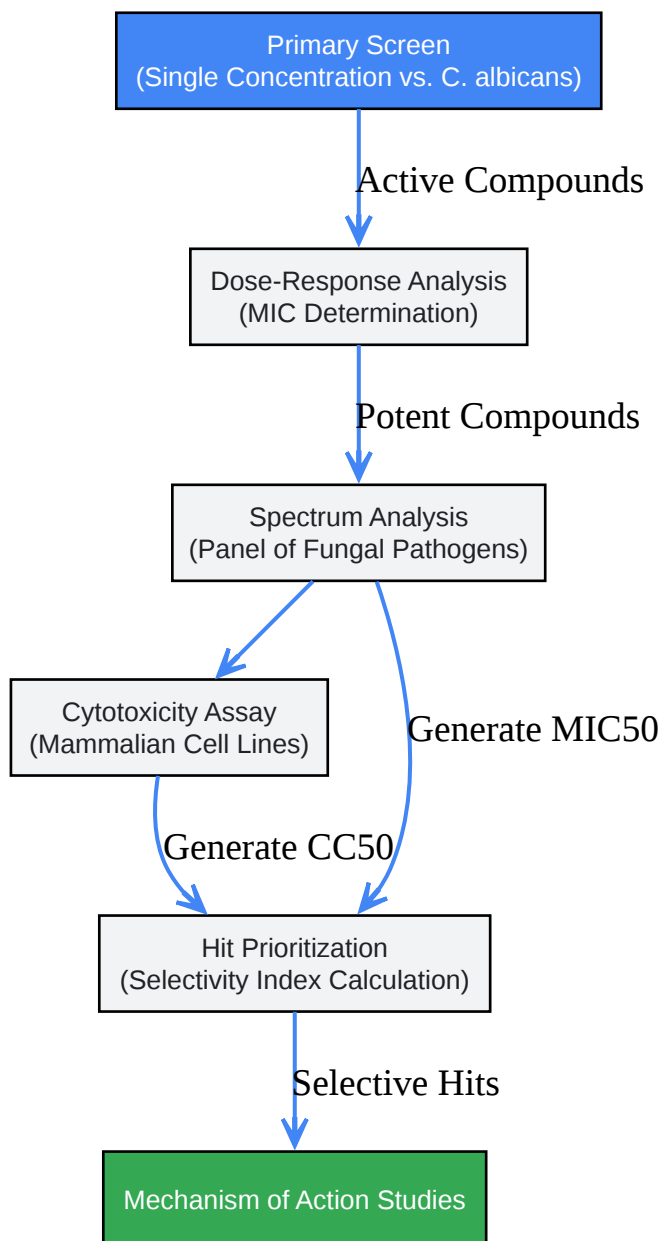 Primary Screen
(Single Concentration vs. C. albicans)
Active Compounds
Dose-Response Analysis
(MIC Determination)
Potent Compounds
Spectrum Analysis
(Panel of Fungal Pathogens)
Cytotoxicity Assay
(Mammalian Cell Lines)
Generate MIC50
Generate CC50
Hit Prioritization
(Selectivity Index Calculation)
Selective Hits
Mechanism of Action Studies